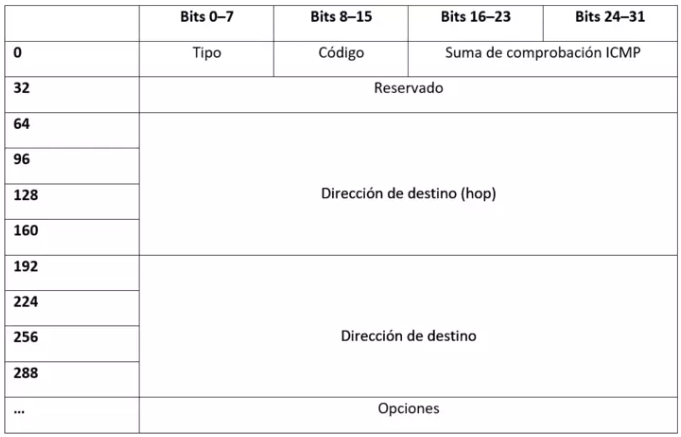 Bits 0–7 Bits 8–15 Bits 16–23 Bits 24–31
0 Tipo Código Suma de comprobación ICMP
32 Reservado
64
96
128 Dirección de destino (hop)
160
192
224
256 Dirección de destino
288
... Opciones